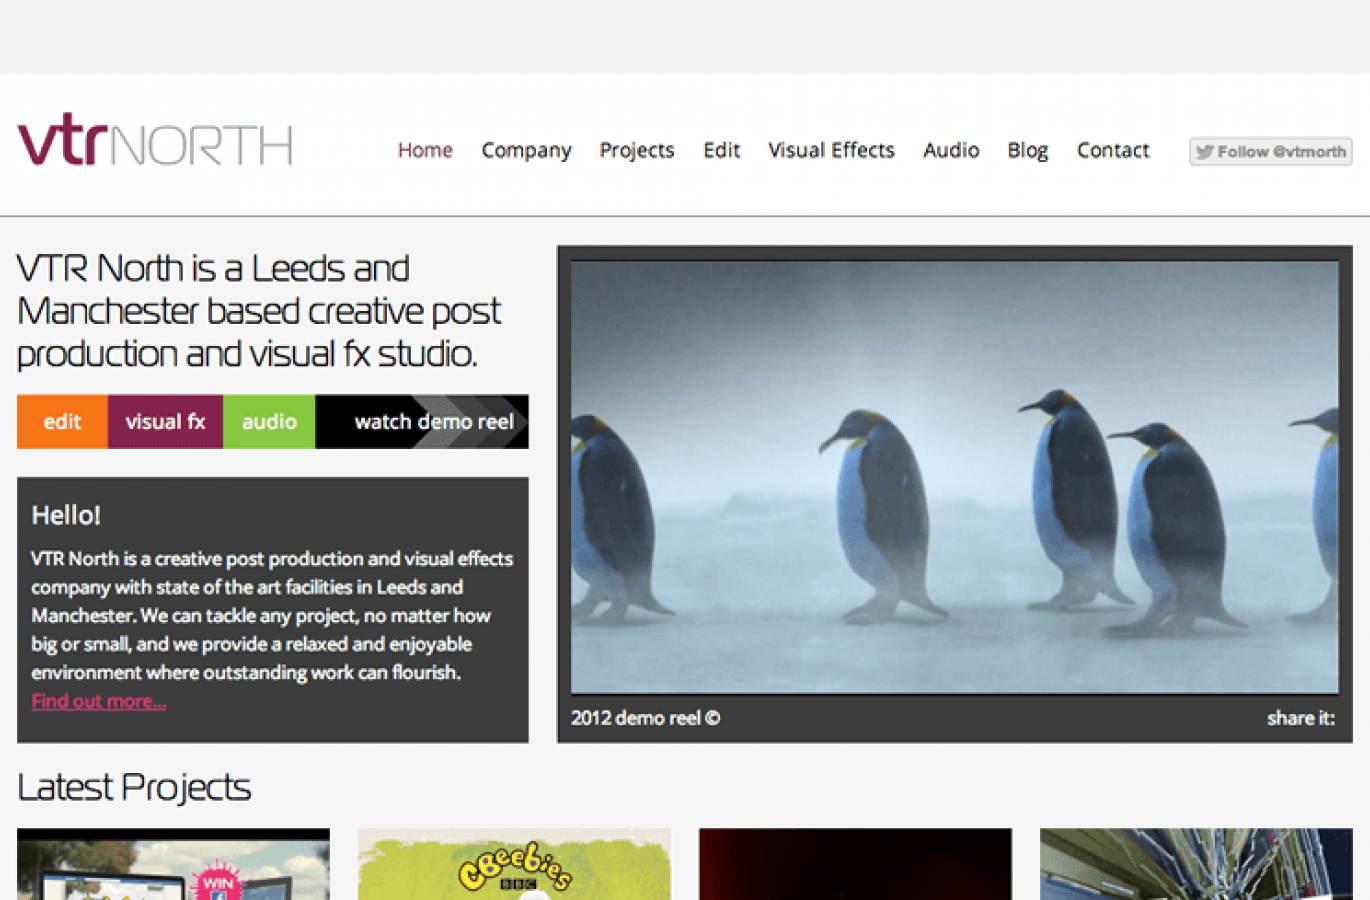 vtrNORTH
Home Company Projects Edit Visual Effects Audio Blog Contact
Follow @vtrnorth
VTR North is a Leeds and
Manchester based creative post
production and visual fx studio.
edit visual fx audio watch demo reel
Hello!
VTR North is a creative post production and visual effects
company with state of the art facilities in Leeds and
Manchester. We can tackle any project, no matter how
big or small, and we provide a relaxed and enjoyable
environment where outstanding work can flourish.
Find out more...
2012 demo reel © share it:
Latest Projects
WIN
CBeebies
BBC